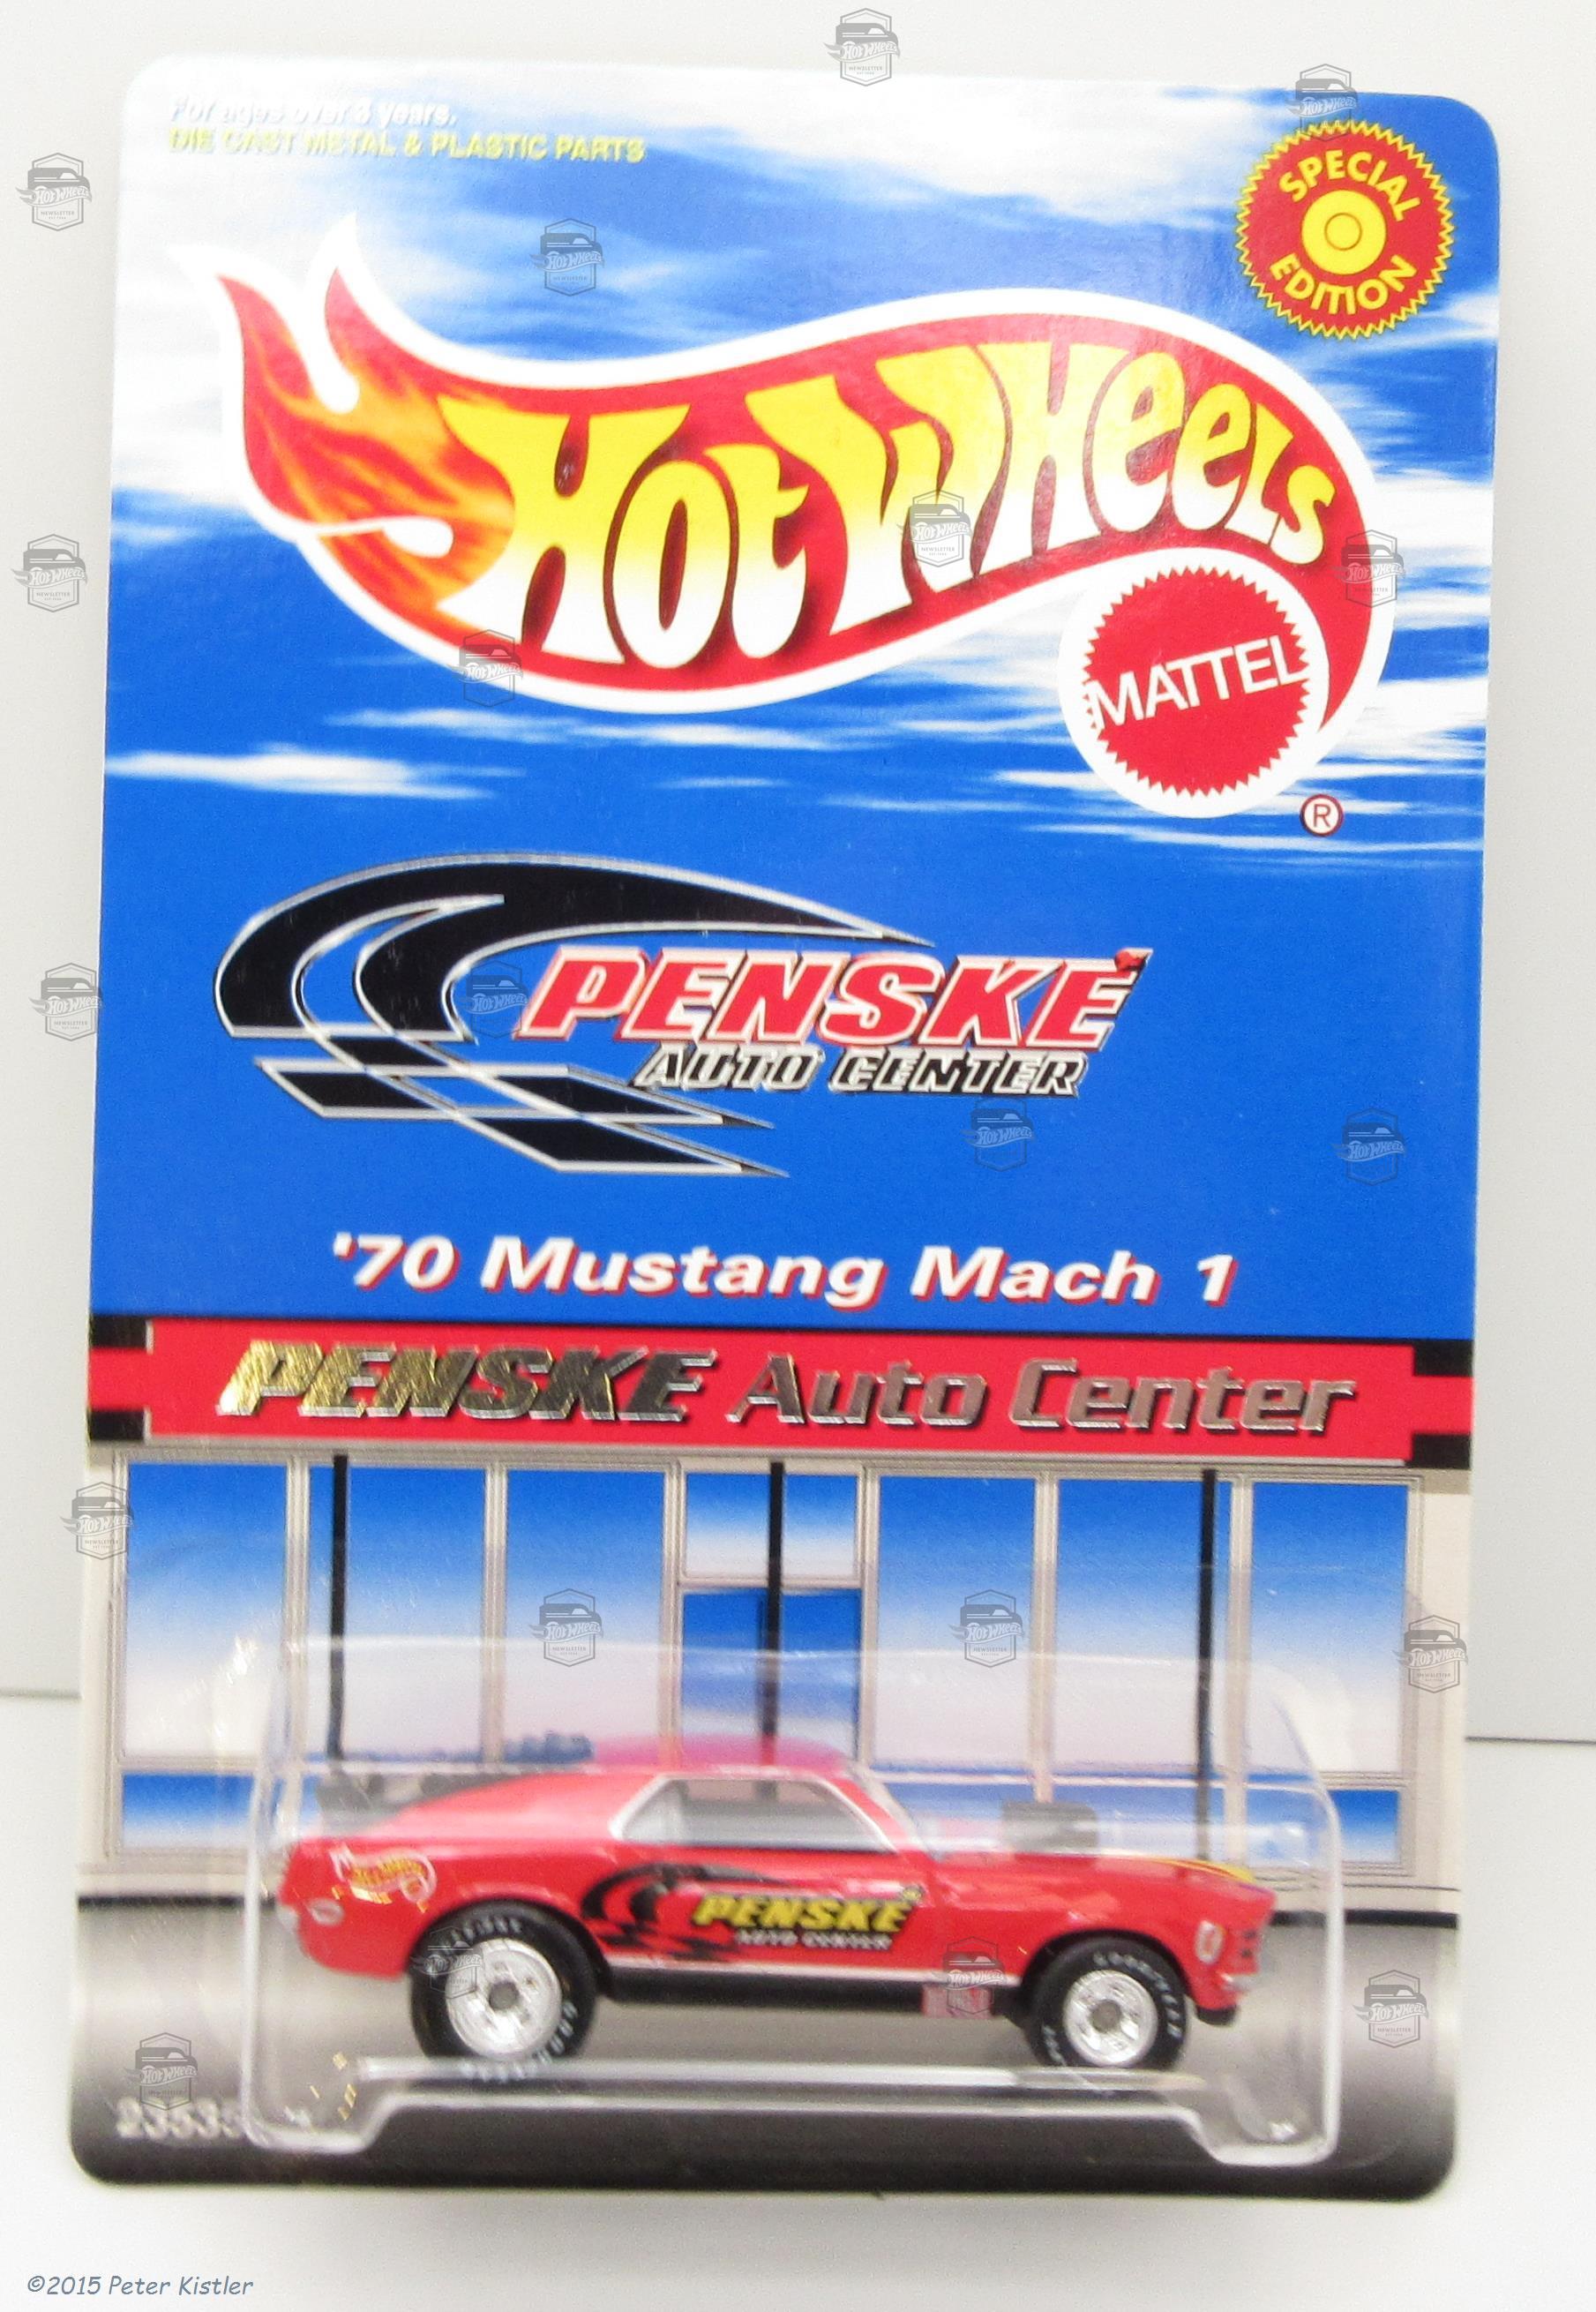 For ages over 3 years.
DIE CAST METAL & PLASTIC PARTS
SPECIAL
EDITION
Hot Wheels
MATTEL
®
PENSKE
AUTO CENTER
'70 Mustang Mach 1
PENSKE Auto Center
PENSKE
AUTO CENTER
©2015 Peter Kistler